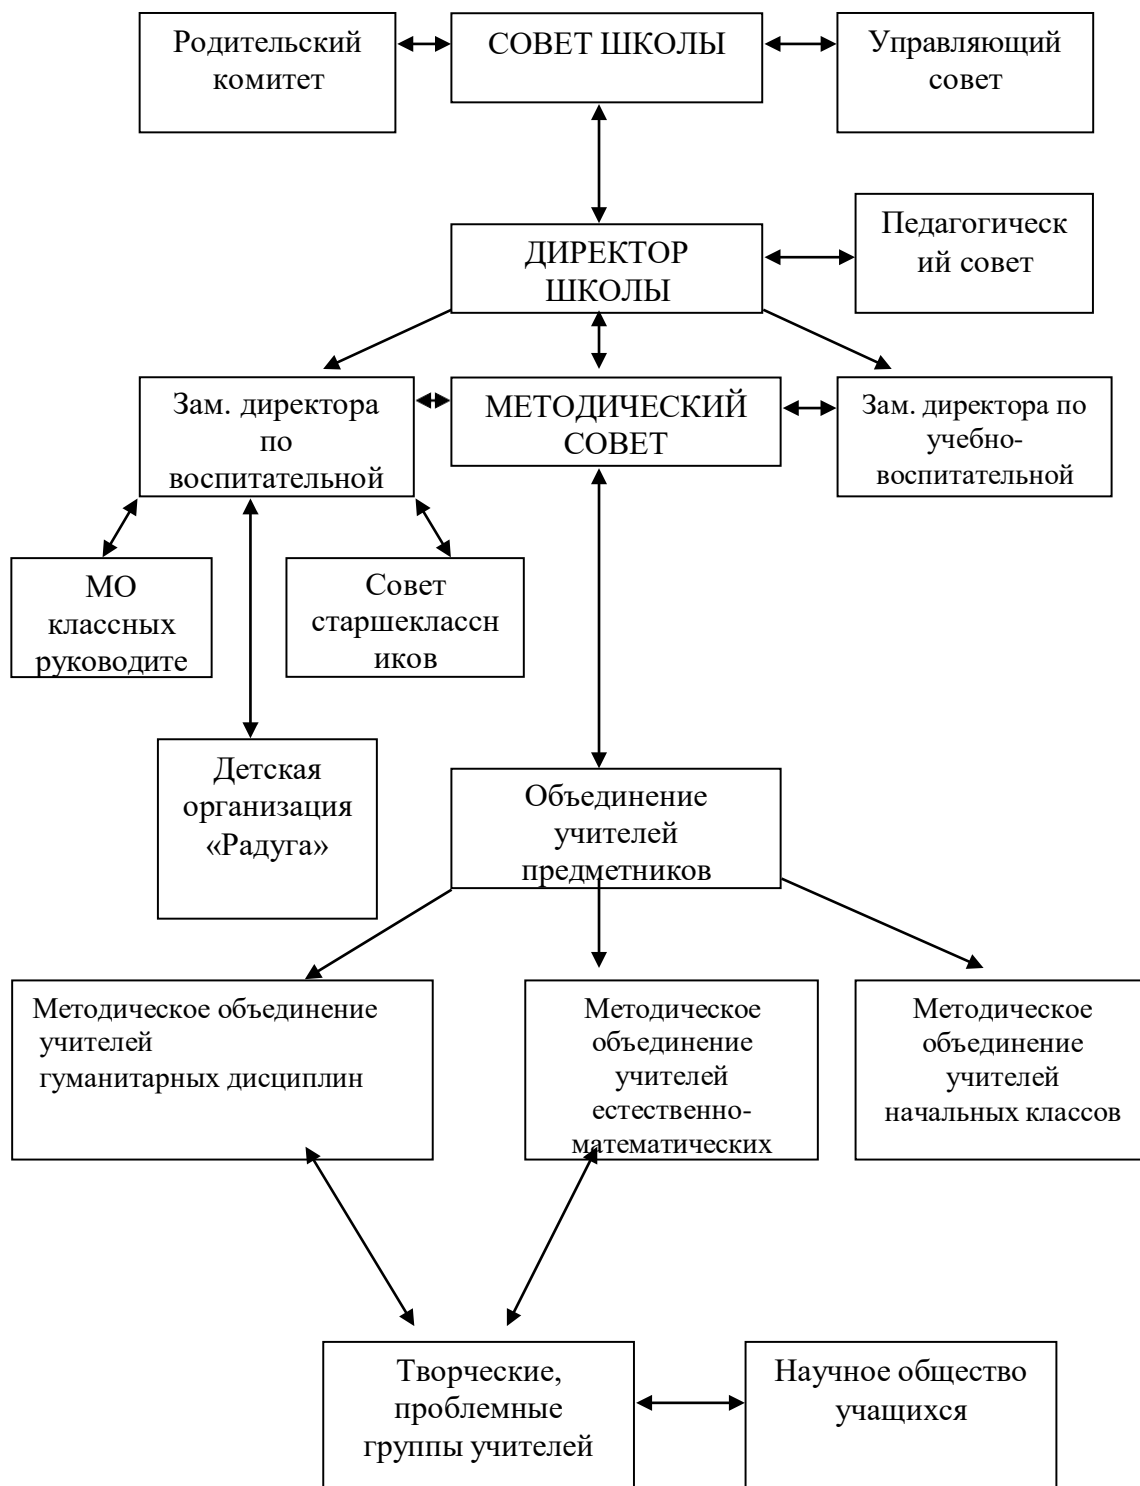 Родительский
комитет
СОВЕТ ШКОЛЫ
Управляющий
совет
Педагогическ
ий совет
ДИРЕКТОР
ШКОЛЫ
Зам. директора
по
воспитательной
МЕТОДИЧЕСКИЙ
СОВЕТ
Зам. директора по
учебно-
воспитательной
МО
классных
руководите
Совет
старшеклассн
иков
Детская
организация
«Радуга»
Объединение
учителей
предметников
Методическое объединение
учителей
гуманитарных дисциплин
Методическое
объединение
учителей
естественно-
математических
Методическое
объединение
учителей
начальных классов
Творческие,
проблемные
группы учителей
Научное общество
учащихся